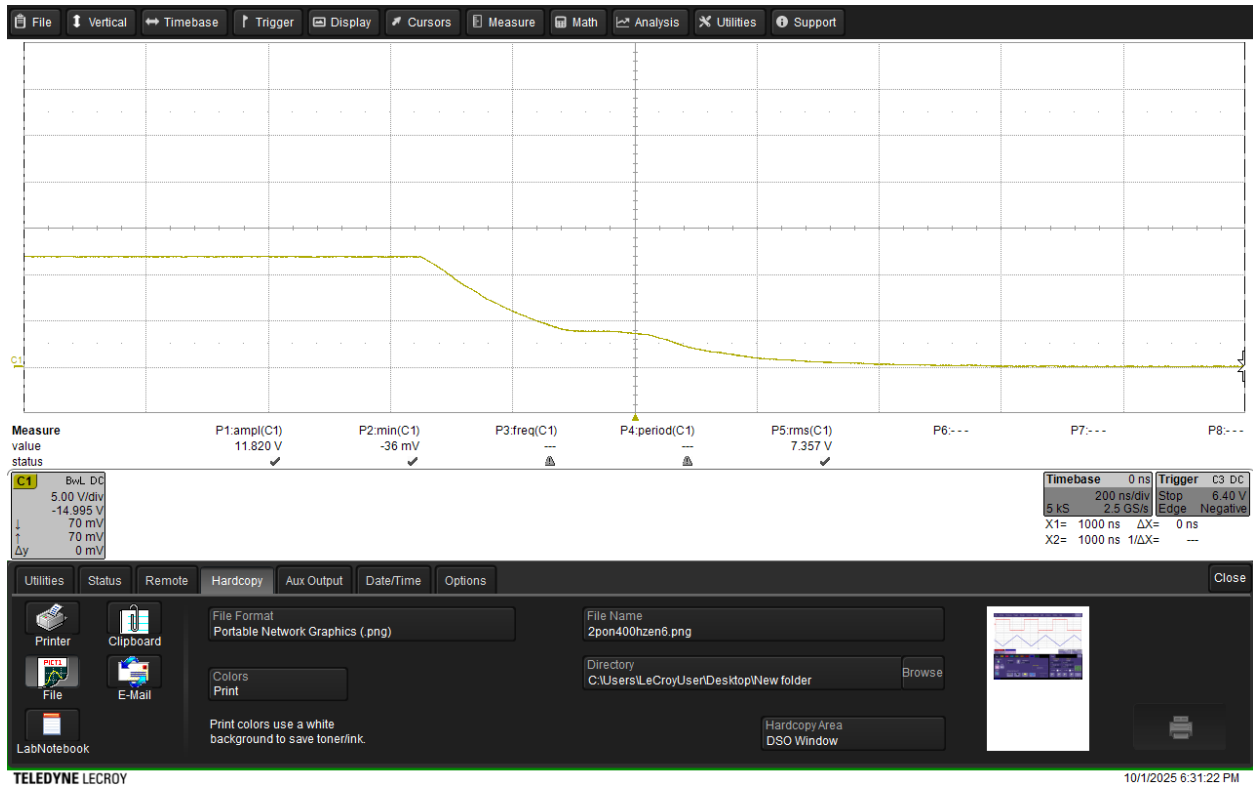 File Vertical Timebase Trigger Display Cursors Measure Math Analysis Utilities Support
C1
Measure P1:ampl(C1) P2:min(C1) P3:freq(C1) P4:period(C1) P5:rms(C1) P6:- - - P7:- - - P8:- - -
value 11.820 V -36 mV --- --- 7.357 V
status
C1 BwL DC
5.00 V/div
-14.995 V
↓ 70 mV
↑ 70 mV
Δy 0 mV
Timebase 0 ns
200 ns/div
5 kS 2.5 GS/s
Trigger C3 DC
Stop 6.40 V
Edge Negative
X1= 1000 ns ΔX= 0 ns
X2= 1000 ns 1/ΔX= ---
Utilities Status Remote Hardcopy Aux Output Date/Time Options Close
Printer Clipboard
PICT1
File E-Mail
LabNotebook
File Format
Portable Network Graphics (.png)
Colors
Print
Print colors use a white
background to save toner/ink.
File Name
2pon400hzen6.png
Directory
C:\Users\LeCroyUser\Desktop\New folder
Browse
Hardcopy Area
DSO Window
TELEDYNE LECROY 10/1/2025 6:31:22 PM